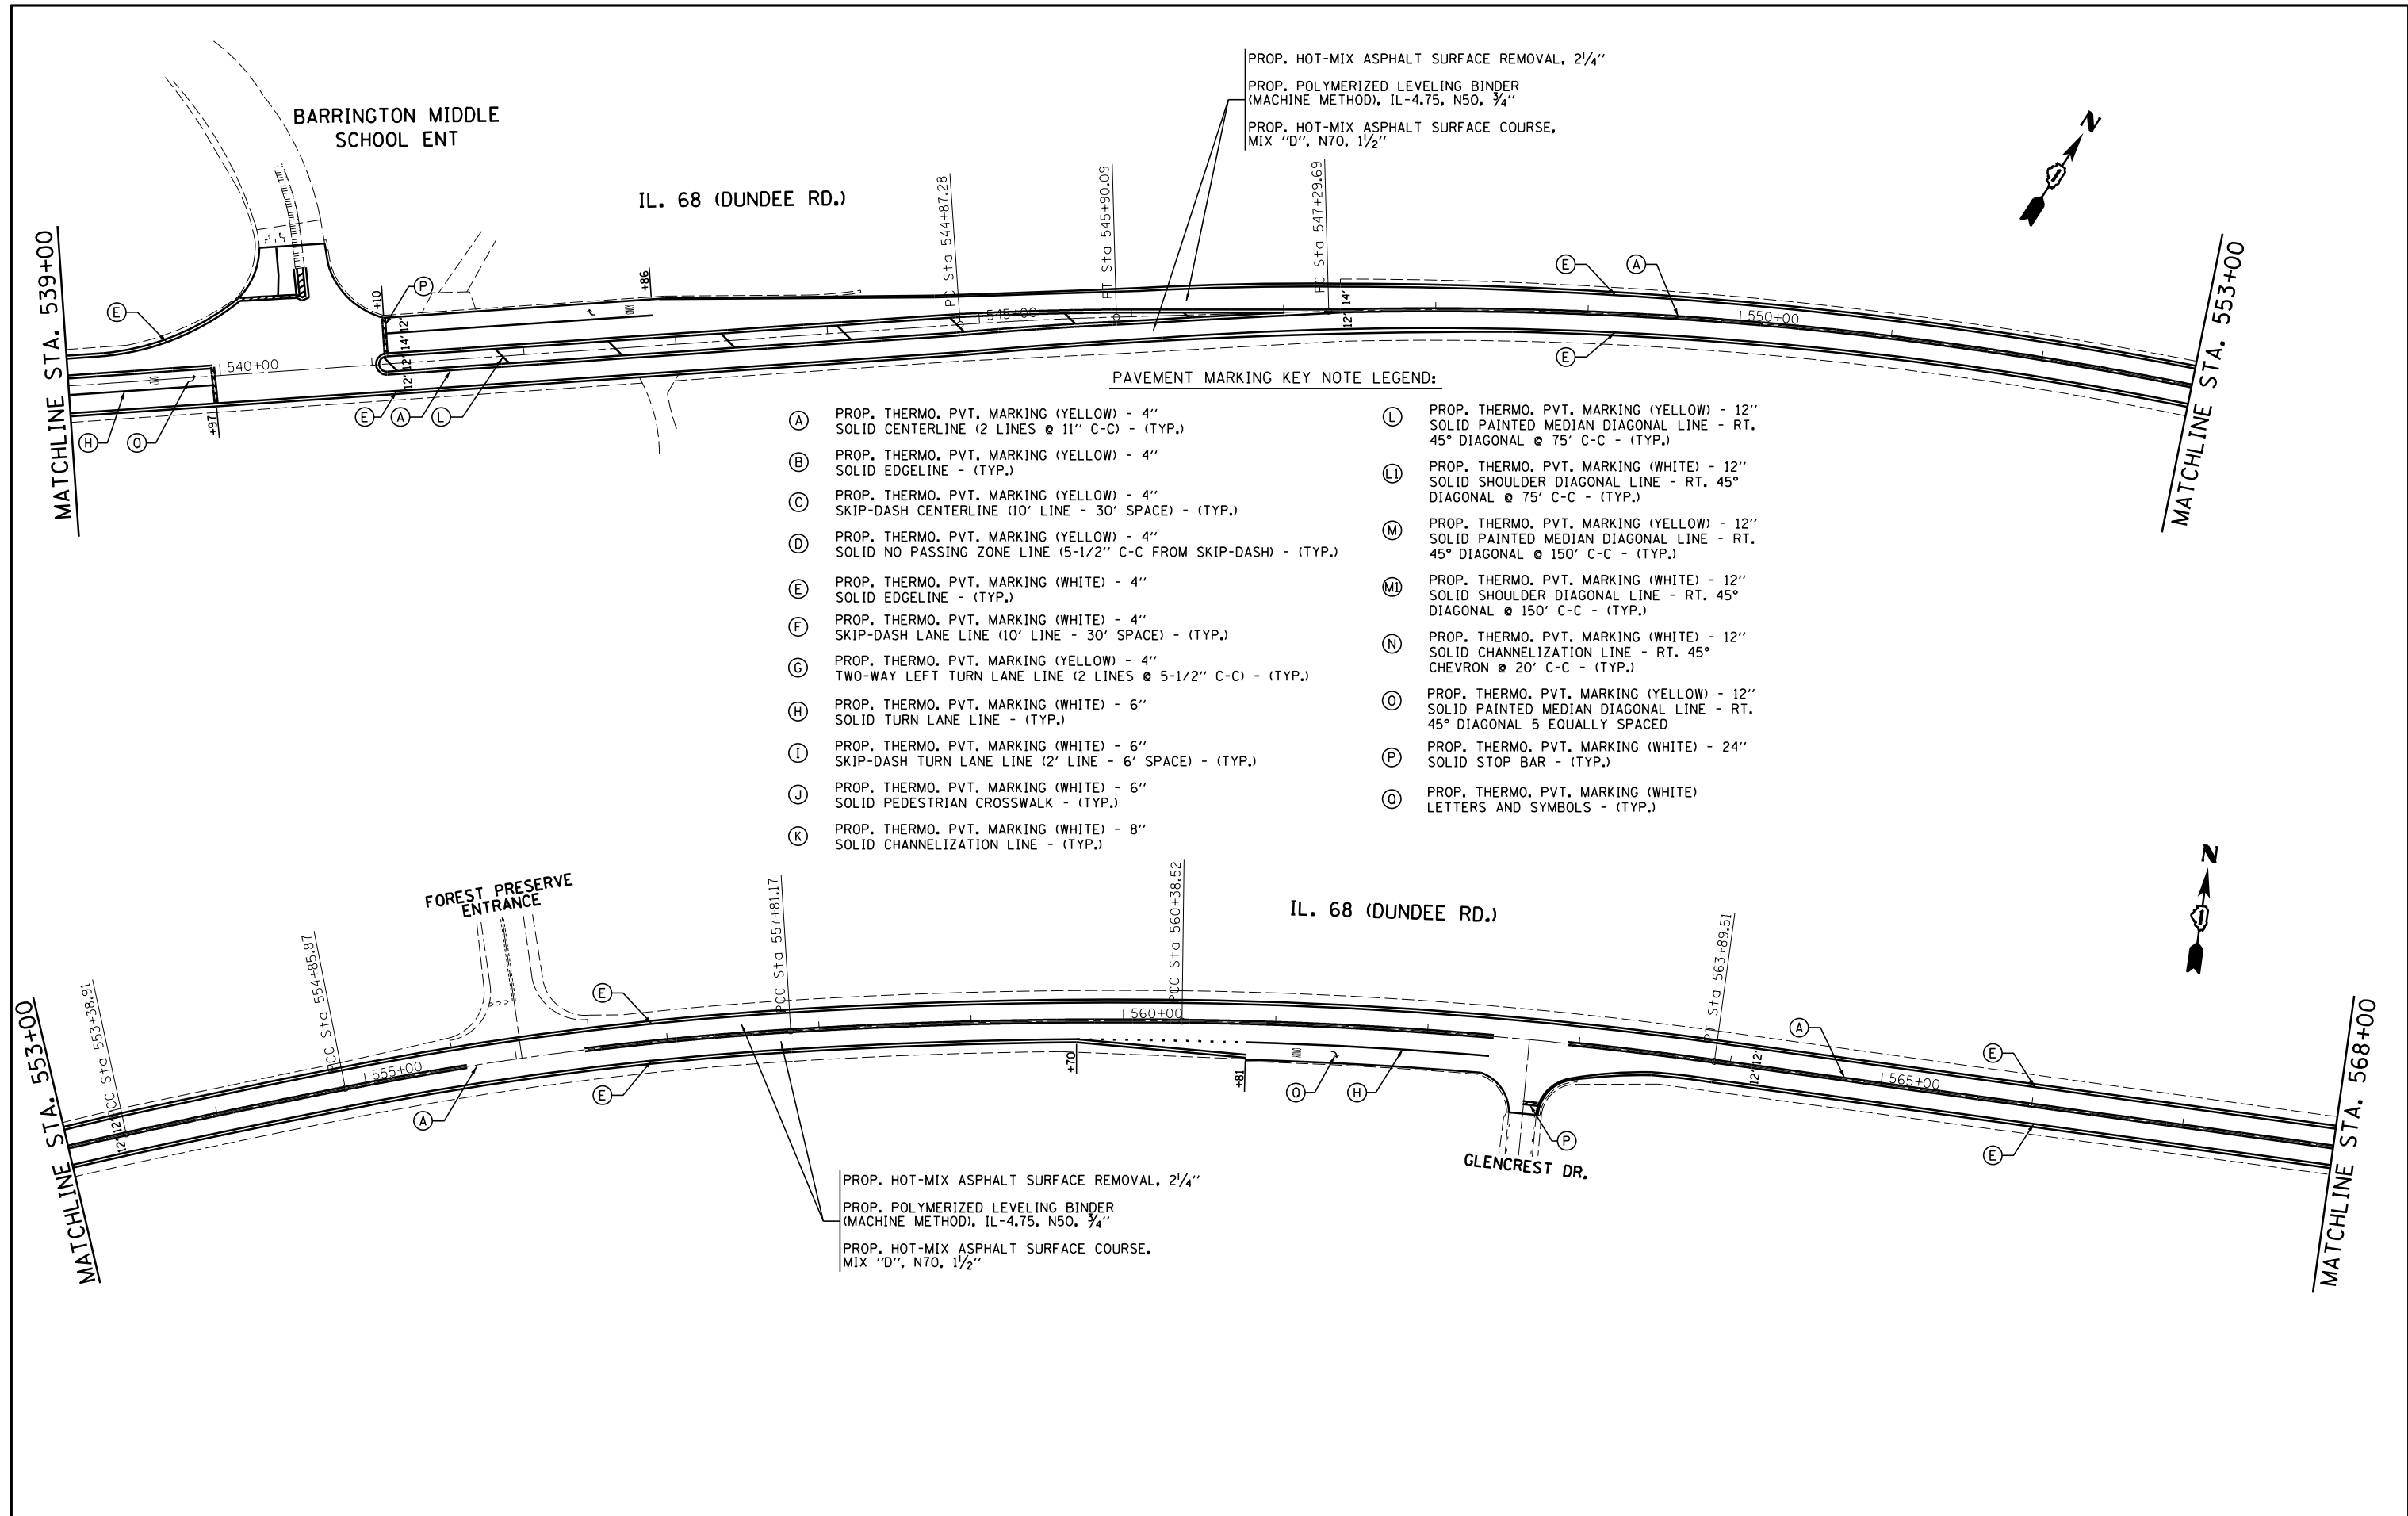 PROP. HOT-MIX ASPHALT SURFACE REMOVAL, 2 1/4"
PROP. POLYMERIZED LEVELING BINDER
(MACHINE METHOD), IL-4.75, N50, 3/4"
PROP. HOT-MIX ASPHALT SURFACE COURSE,
MIX "D", N70, 1 1/2"
N
BARRINGTON MIDDLE
SCHOOL ENT
IL. 68 (DUNDEE RD.)
MATCHLINE STA. 539+00
E
540+00
H
Q
+97
+10
P
12'
14'
12'
12'
E
A
L
+86
PC Sta 544+87.28
545+00
PT Sta 545+90.09
PC Sta 547+29.69
14'
12'
E
A
E
550+00
MATCHLINE STA. 553+00
PAVEMENT MARKING KEY NOTE LEGEND:
A PROP. THERMO. PVT. MARKING (YELLOW) - 4"
SOLID CENTERLINE (2 LINES @ 11" C-C) - (TYP.)
B PROP. THERMO. PVT. MARKING (YELLOW) - 4"
SOLID EDGELINE - (TYP.)
C PROP. THERMO. PVT. MARKING (YELLOW) - 4"
SKIP-DASH CENTERLINE (10' LINE - 30' SPACE) - (TYP.)
D PROP. THERMO. PVT. MARKING (YELLOW) - 4"
SOLID NO PASSING ZONE LINE (5-1/2" C-C FROM SKIP-DASH) - (TYP.)
E PROP. THERMO. PVT. MARKING (WHITE) - 4"
SOLID EDGELINE - (TYP.)
F PROP. THERMO. PVT. MARKING (WHITE) - 4"
SKIP-DASH LANE LINE (10' LINE - 30' SPACE) - (TYP.)
G PROP. THERMO. PVT. MARKING (YELLOW) - 4"
TWO-WAY LEFT TURN LANE LINE (2 LINES @ 5-1/2" C-C) - (TYP.)
H PROP. THERMO. PVT. MARKING (WHITE) - 6"
SOLID TURN LANE LINE - (TYP.)
I PROP. THERMO. PVT. MARKING (WHITE) - 6"
SKIP-DASH TURN LANE LINE (2' LINE - 6' SPACE) - (TYP.)
J PROP. THERMO. PVT. MARKING (WHITE) - 6"
SOLID PEDESTRIAN CROSSWALK - (TYP.)
K PROP. THERMO. PVT. MARKING (WHITE) - 8"
SOLID CHANNELIZATION LINE - (TYP.)
L PROP. THERMO. PVT. MARKING (YELLOW) - 12"
SOLID PAINTED MEDIAN DIAGONAL LINE - RT.
45° DIAGONAL @ 75' C-C - (TYP.)
L1 PROP. THERMO. PVT. MARKING (WHITE) - 12"
SOLID SHOULDER DIAGONAL LINE - RT. 45°
DIAGONAL @ 75' C-C - (TYP.)
M PROP. THERMO. PVT. MARKING (YELLOW) - 12"
SOLID PAINTED MEDIAN DIAGONAL LINE - RT.
45° DIAGONAL @ 150' C-C - (TYP.)
M1 PROP. THERMO. PVT. MARKING (WHITE) - 12"
SOLID SHOULDER DIAGONAL LINE - RT. 45°
DIAGONAL @ 150' C-C - (TYP.)
N PROP. THERMO. PVT. MARKING (WHITE) - 12"
SOLID CHANNELIZATION LINE - RT. 45°
CHEVRON @ 20' C-C - (TYP.)
O PROP. THERMO. PVT. MARKING (YELLOW) - 12"
SOLID PAINTED MEDIAN DIAGONAL LINE - RT.
45° DIAGONAL 5 EQUALLY SPACED
P PROP. THERMO. PVT. MARKING (WHITE) - 24"
SOLID STOP BAR - (TYP.)
Q PROP. THERMO. PVT. MARKING (WHITE)
LETTERS AND SYMBOLS - (TYP.)
N
IL. 68 (DUNDEE RD.)
MATCHLINE STA. 553+00
PCC Sta 553+38.91
12'
12'
PCC Sta 554+85.87
555+00
A
FOREST PRESERVE
ENTRANCE
E
E
PCC Sta 557+81.17
560+00
PCC Sta 560+38.52
+70
+81
Q
H
P
GLENCREST DR.
PT Sta 563+89.51
12'
12'
A
565+00
E
E
MATCHLINE STA. 568+00
PROP. HOT-MIX ASPHALT SURFACE REMOVAL, 2 1/4"
PROP. POLYMERIZED LEVELING BINDER
(MACHINE METHOD), IL-4.75, N50, 3/4"
PROP. HOT-MIX ASPHALT SURFACE COURSE,
MIX "D", N70, 1 1/2"